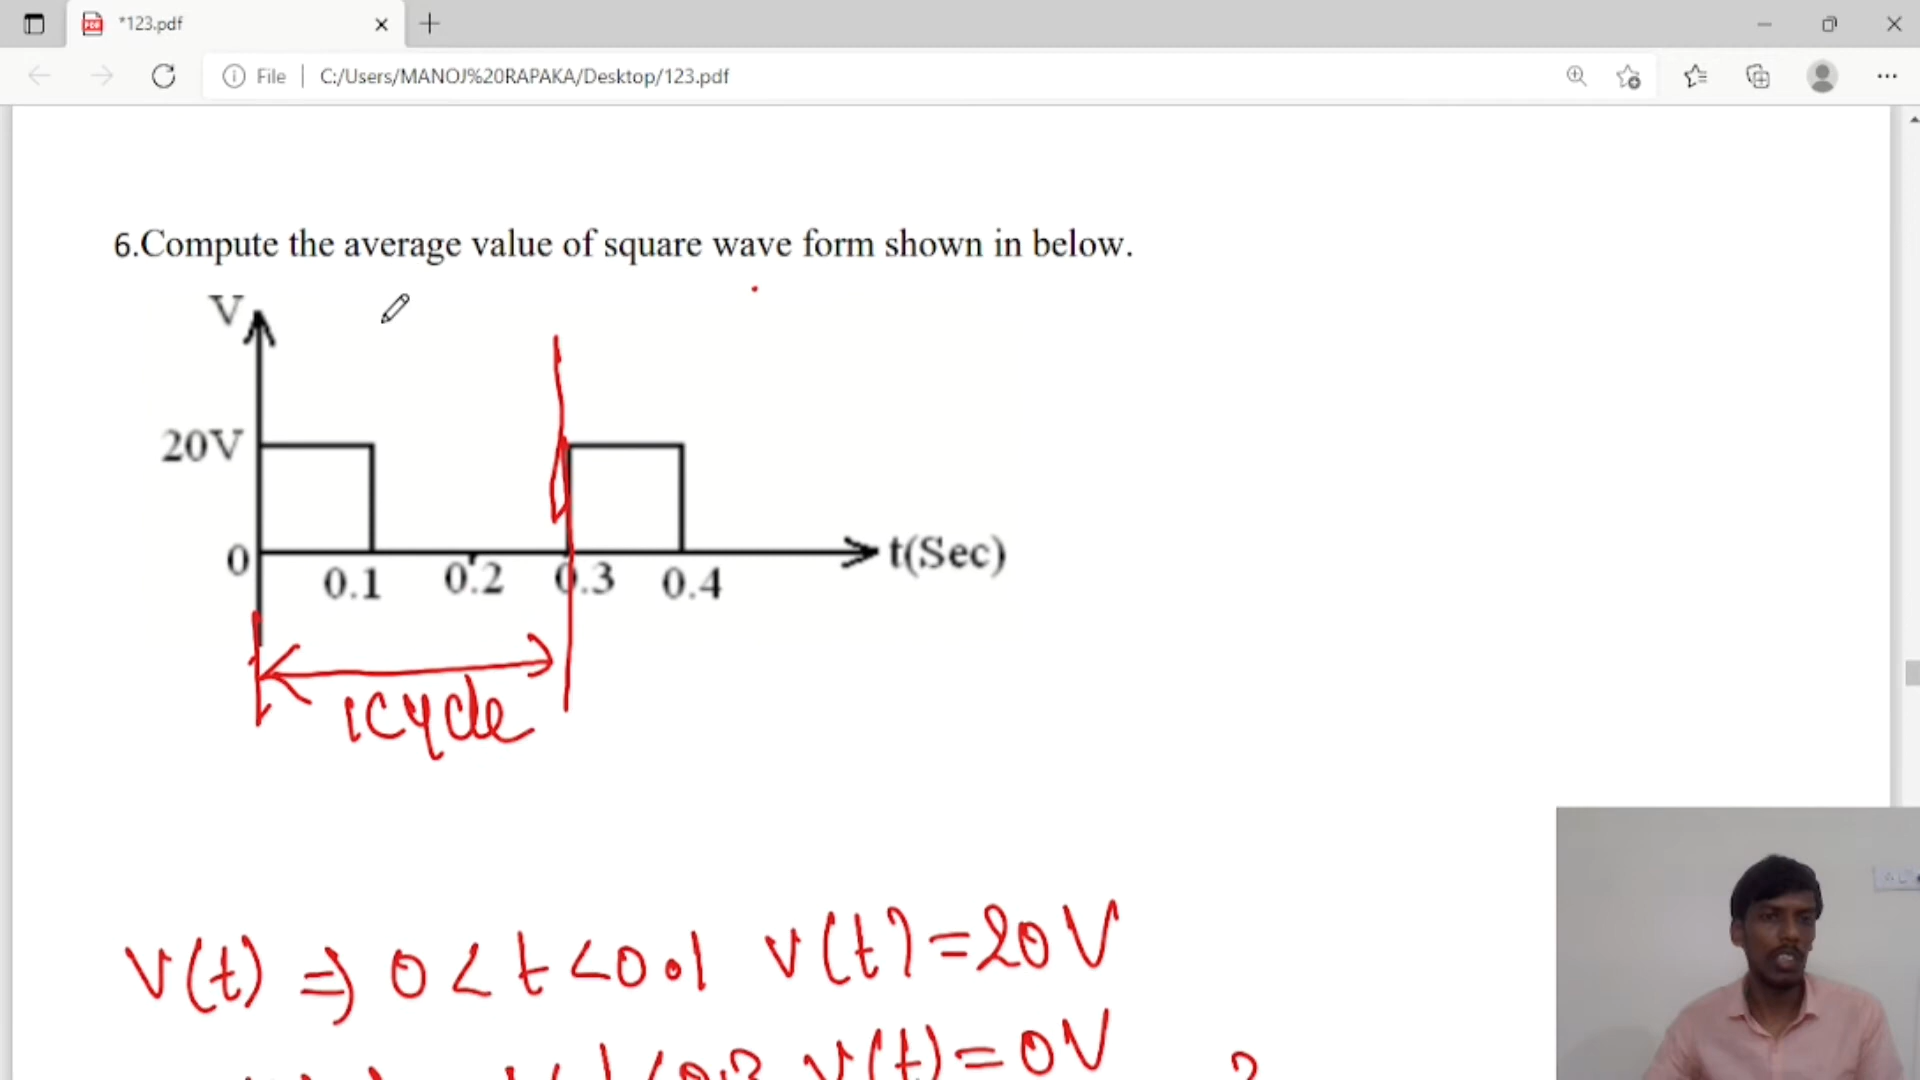 *123.pdf
File C:/Users/MANOJ%20RAPAKA/Desktop/123.pdf
6.Compute the average value of square wave form shown in below.
V
20V
0
0.1 0.2 0.3 0.4 t(Sec)
1cycle
v(t) ⇒ 0 < t < 0.1 v(t) = 20V
v(t) = 0V